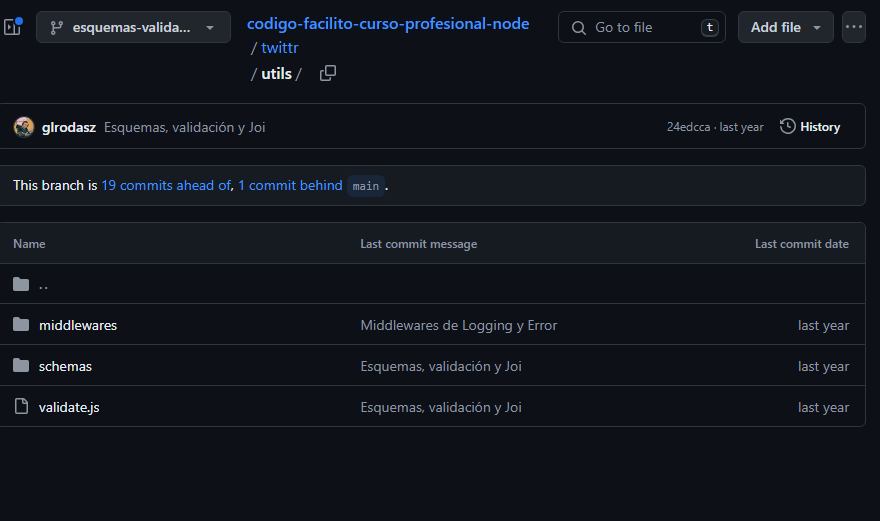 esquemas-valida...
codigo-facilito-curso-profesional-node
/ twittr
/ utils /
Go to file
t
Add file
glrodasz Esquemas, validación y Joi
24edcca · last year
History
This branch is 19 commits ahead of, 1 commit behind main.
Name Last commit message Last commit date
..
middlewares Middlewares de Logging y Error last year
schemas Esquemas, validación y Joi last year
validate.js Esquemas, validación y Joi last year